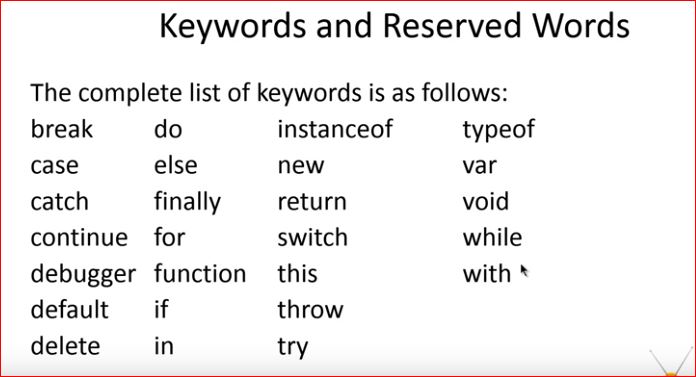 Keywords and Reserved Words
The complete list of keywords is as follows:
break do instanceof typeof
case else new var
catch finally return void
continue for switch while
debugger function this with
default if throw
delete in try